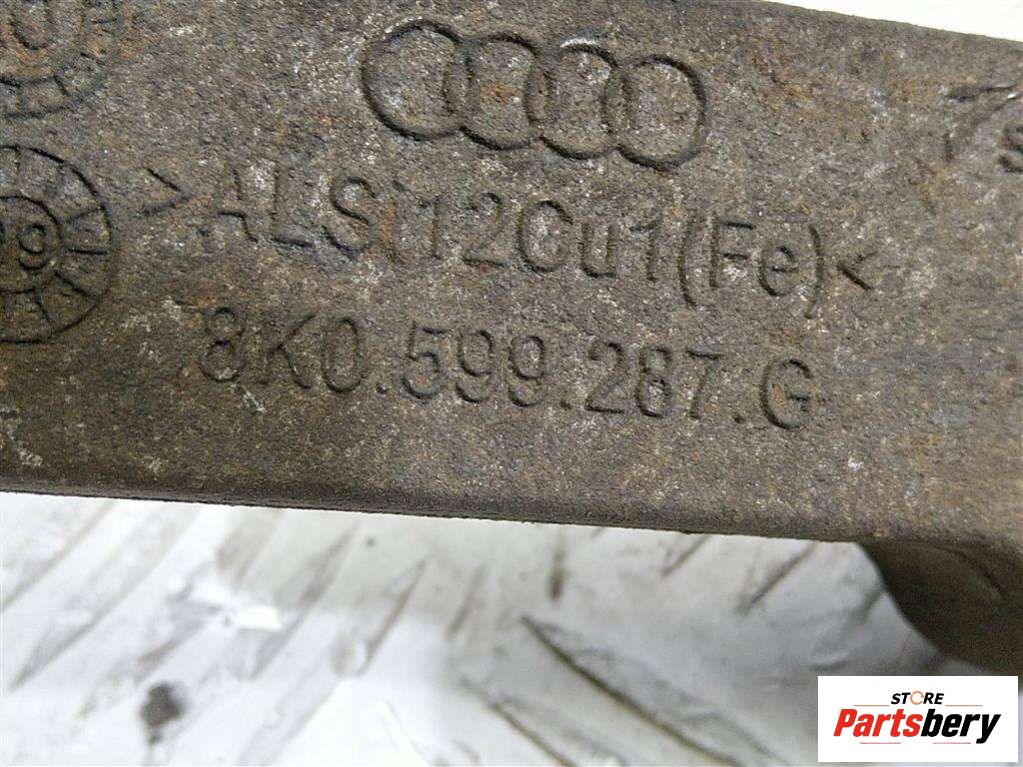 >ALSi12Cu1(Fe)<
8K0.599.287.G
STORE
Partsbery